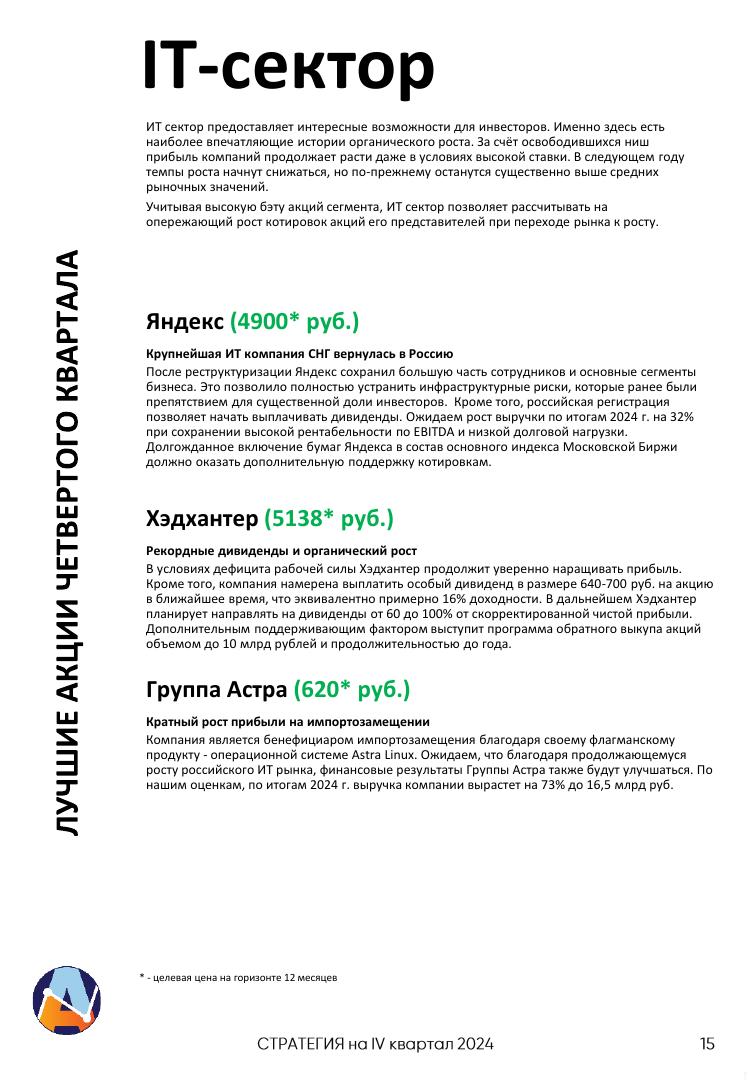 IT-сектор
ИТ сектор предоставляет интересные возможности для инвесторов. Именно здесь есть
наиболее впечатляющие истории органического роста. За счёт освободившихся ниш
прибыль компаний продолжает расти даже в условиях высокой ставки. В следующем году
темпы роста начнут снижаться, но по-прежнему останутся существенно выше средних
рыночных значений.
Учитывая высокую бэту акций сегмента, ИТ сектор позволяет рассчитывать на
опережающий рост котировок акций его представителей при переходе рынка к росту.
ЛУЧШИЕ АКЦИИ ЧЕТВЕРТОГО КВАРТАЛА
Яндекс (4900* руб.)
Крупнейшая ИТ компания СНГ вернулась в Россию
После реструктуризации Яндекс сохранил большую часть сотрудников и основные сегменты
бизнеса. Это позволило полностью устранить инфраструктурные риски, которые ранее были
препятствием для существенной доли инвесторов. Кроме того, российская регистрация
позволяет начать выплачивать дивиденды. Ожидаем рост выручки по итогам 2024 г. на 32%
при сохранении высокой рентабельности по EBITDA и низкой долговой нагрузки.
Долгожданное включение бумаг Яндекса в состав основного индекса Московской Биржи
должно оказать дополнительную поддержку котировкам.
Хэдхантер (5138* руб.)
Рекордные дивиденды и органический рост
В условиях дефицита рабочей силы Хэдхантер продолжит уверенно наращивать прибыль.
Кроме того, компания намерена выплатить особый дивиденд в размере 640-700 руб. на акцию
в ближайшее время, что эквивалентно примерно 16% доходности. В дальнейшем Хэдхантер
планирует направлять на дивиденды от 60 до 100% от скорректированной чистой прибыли.
Дополнительным поддерживающим фактором выступит программа обратного выкупа акций
объемом до 10 млрд рублей и продолжительностью до года.
Группа Астра (620* руб.)
Кратный рост прибыли на импортозамещении
Компания является бенефициаром импортозамещения благодаря своему флагманскому
продукту - операционной системе Astra Linux. Ожидаем, что благодаря продолжающемуся
росту российского ИТ рынка, финансовые результаты Группы Астра также будут улучшаться. По
нашим оценкам, по итогам 2024 г. выручка компании вырастет на 73% до 16,5 млрд руб.
* - целевая цена на горизонте 12 месяцев
СТРАТЕГИЯ на IV квартал 2024
15